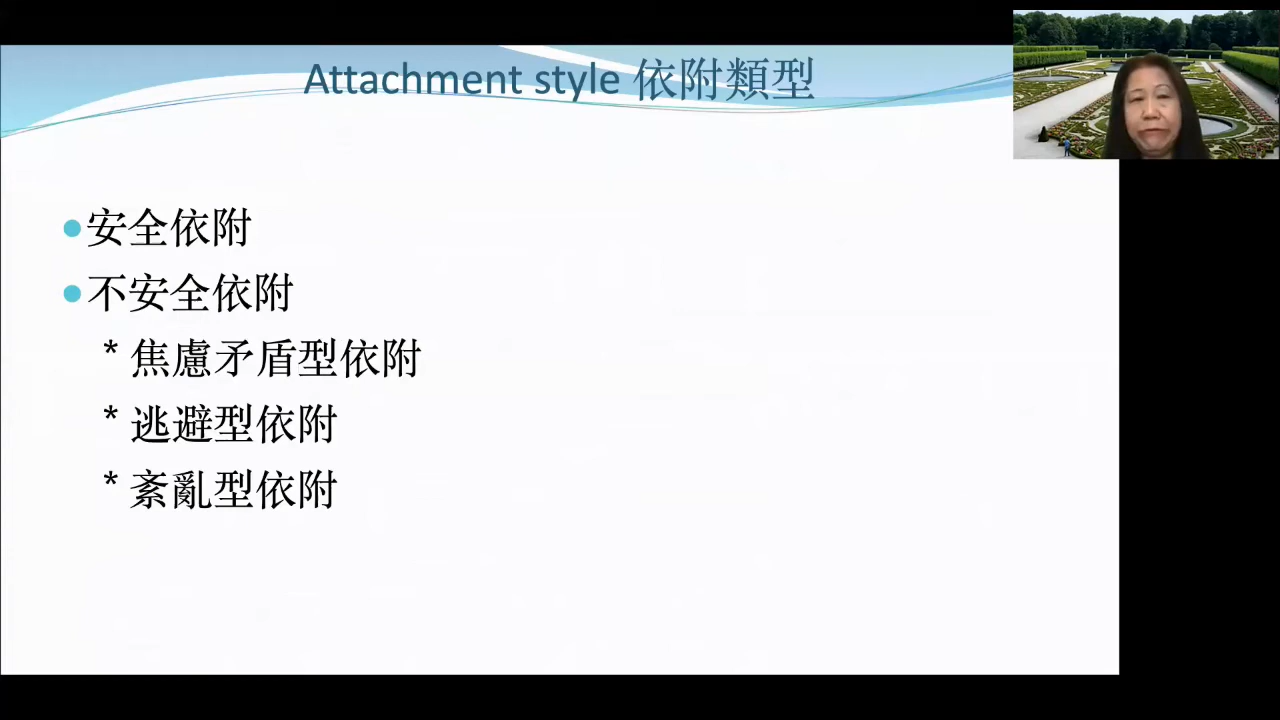 Attachment style 依附類型
•安全依附
•不安全依附
* 焦慮矛盾型依附
* 逃避型依附
* 紊亂型依附